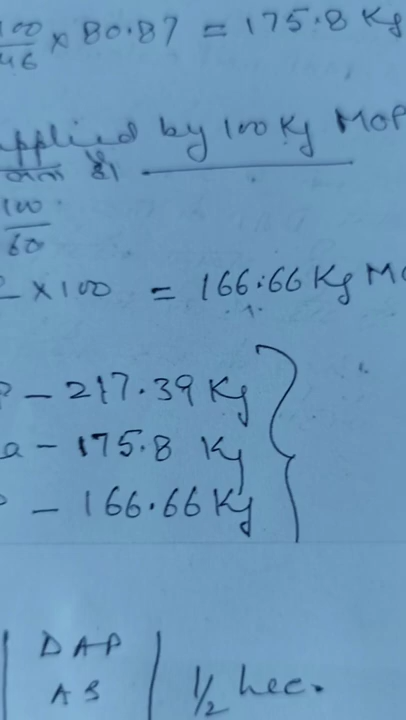 100/46 × 80.87 = 175.8 Kg
applied by 100 Kg MOP
100
60
× 100 = 166.66 Kg M
– 217.39 Kg
a – 175.8 Kg
– 166.66 Kg
| DAP |
| AS | 1/2 hec.